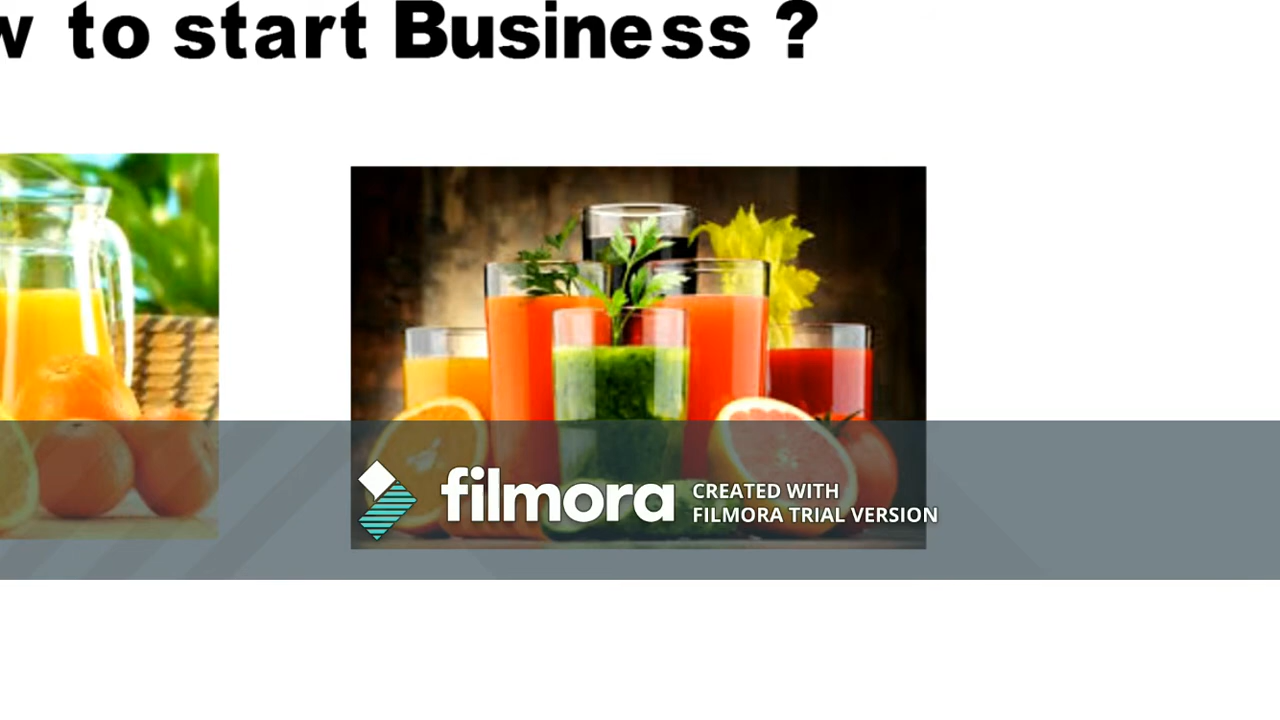 w to start Business ?
filmora
CREATED WITH
FILMORA TRIAL VERSION